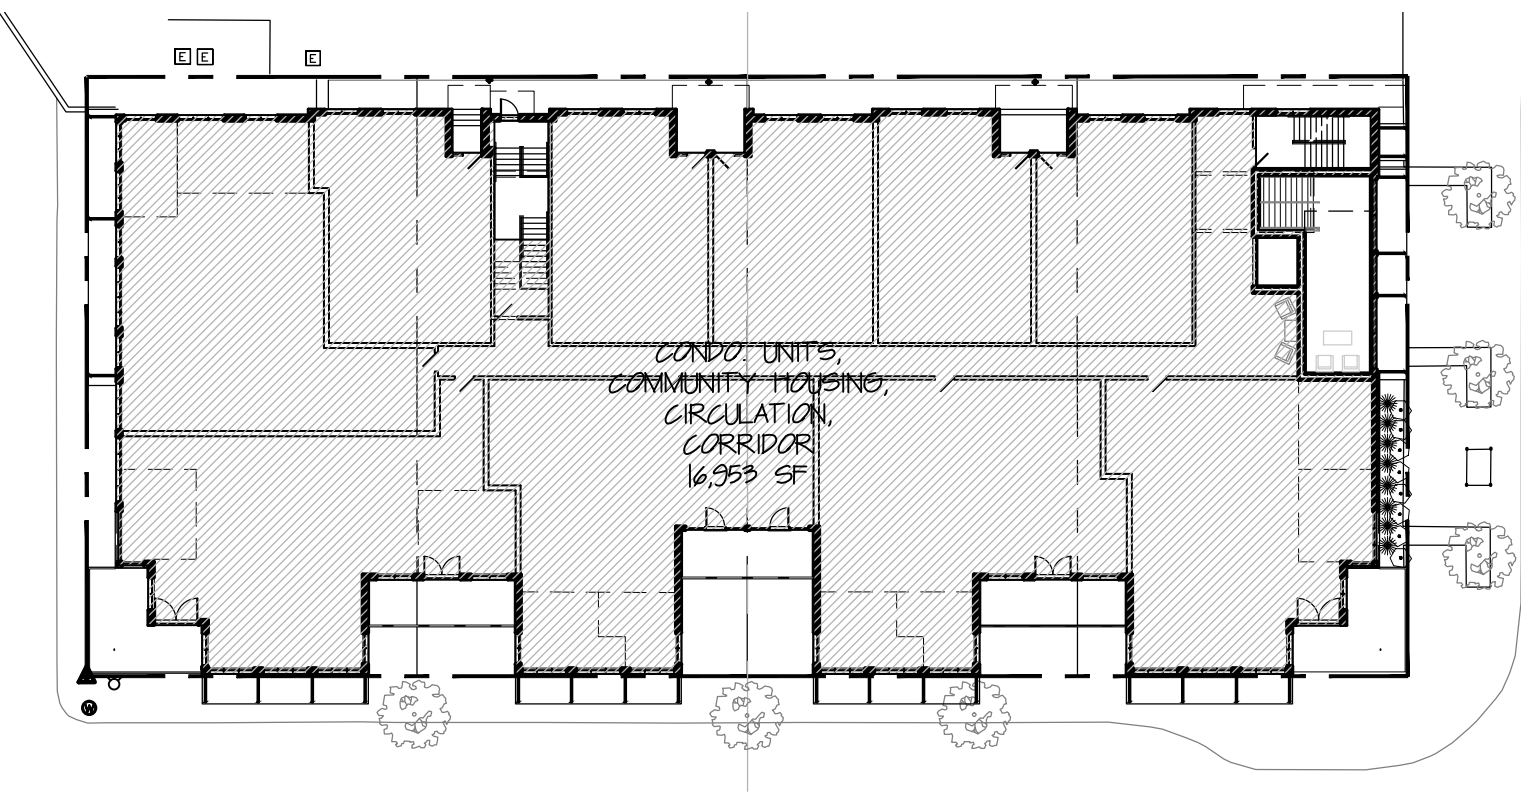 E E E
CONDO. UNITS,
COMMUNITY HOUSING,
CIRCULATION,
CORRIDOR
16,953 SF
W